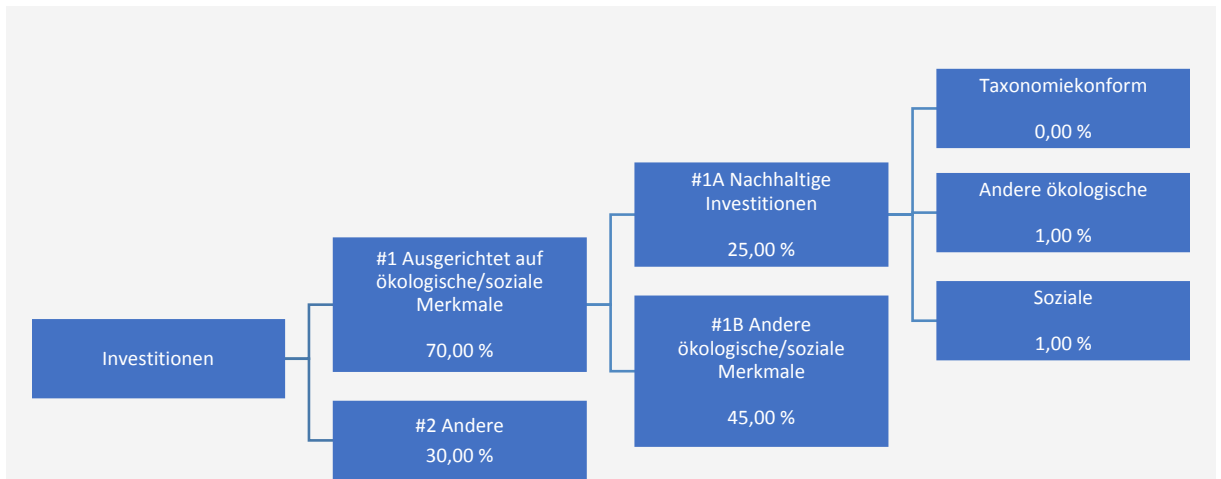 Investitionen
#1 Ausgerichtet auf
ökologische/soziale
Merkmale
70,00 %
#2 Andere
30,00 %
#1A Nachhaltige
Investitionen
25,00 %
#1B Andere
ökologische/soziale
Merkmale
45,00 %
Taxonomiekonform
0,00 %
Andere ökologische
1,00 %
Soziale
1,00 %